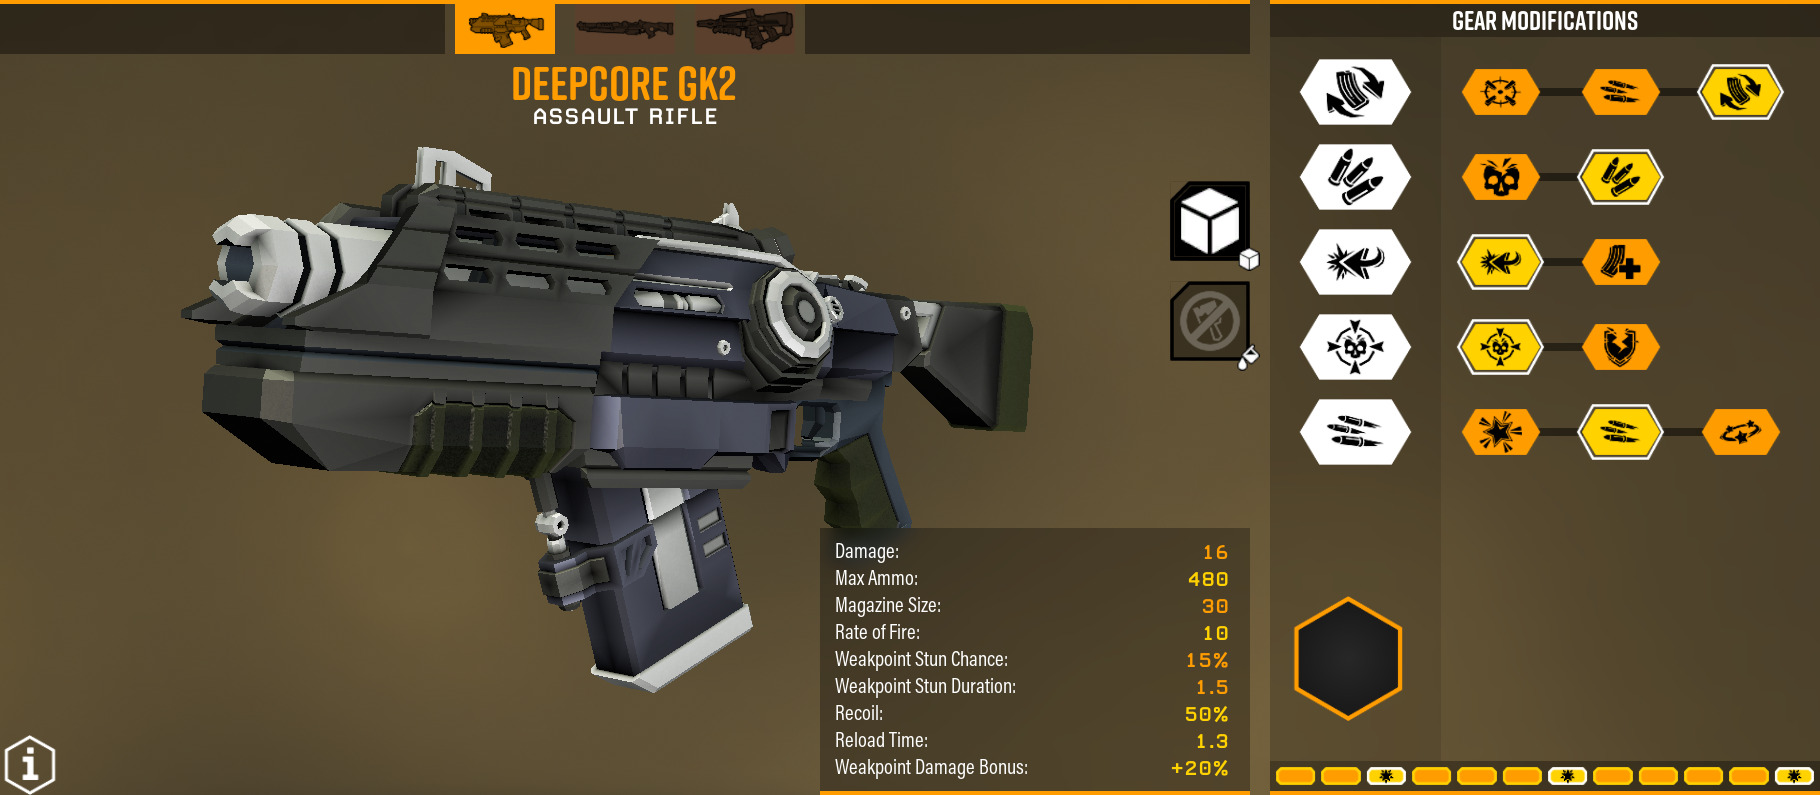 DEEPCORE GK2
ASSAULT RIFLE
Damage: 16
Max Ammo: 480
Magazine Size: 30
Rate of Fire: 10
Weakpoint Stun Chance: 15%
Weakpoint Stun Duration: 1.5
Recoil: 50%
Reload Time: 1.3
Weakpoint Damage Bonus: +20%
GEAR MODIFICATIONS